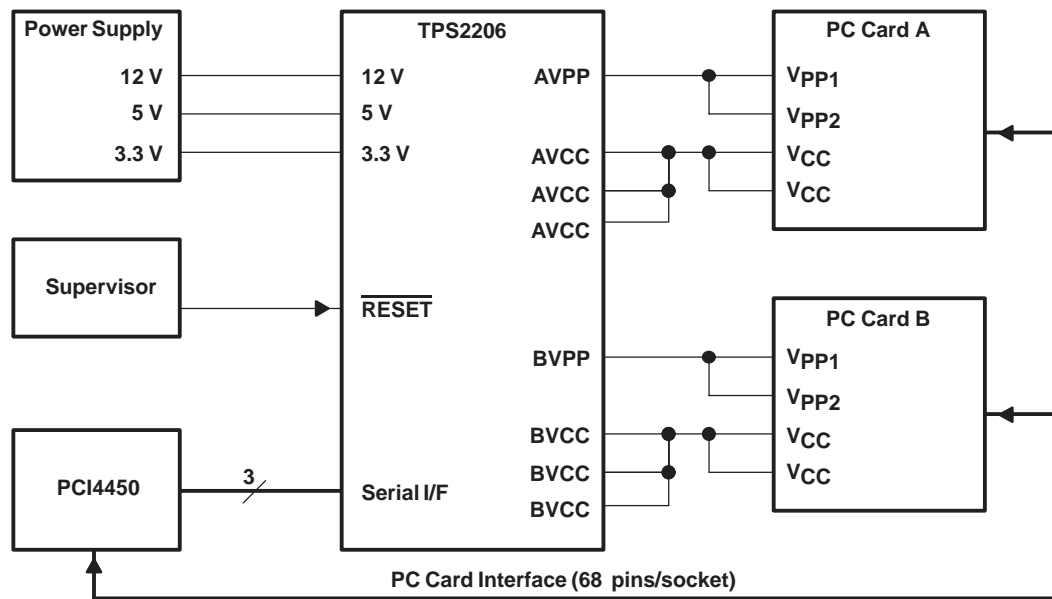 Power Supply
12 V
5 V
3.3 V
Supervisor
PCI4450
3
TPS2206
12 V
5 V
3.3 V
RESET
Serial I/F
AVPP
AVCC
AVCC
AVCC
BVPP
BVCC
BVCC
BVCC
PC Card A
VPP1
VPP2
VCC
VCC
PC Card B
VPP1
VPP2
VCC
VCC
PC Card Interface (68 pins/socket)